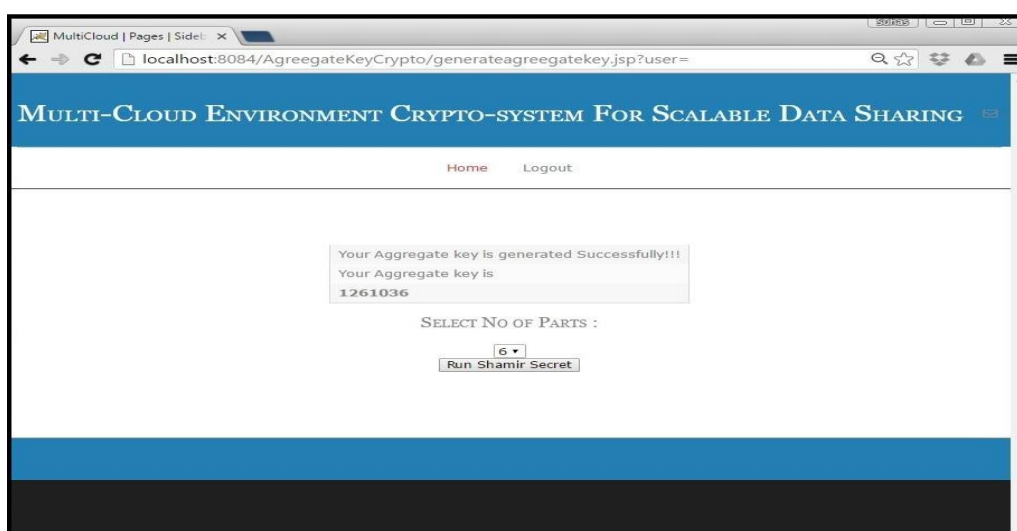 suhas
MultiCloud | Pages | Side
localhost:8084/AgreegateKeyCrypto/generateagreegatekey.jsp?user=
Multi-Cloud Environment Crypto-system For Scalable Data Sharing
Home Logout
Your Aggregate key is generated Successfully!!!
Your Aggregate key is
1261036
Select No of Parts :
6
Run Shamir Secret